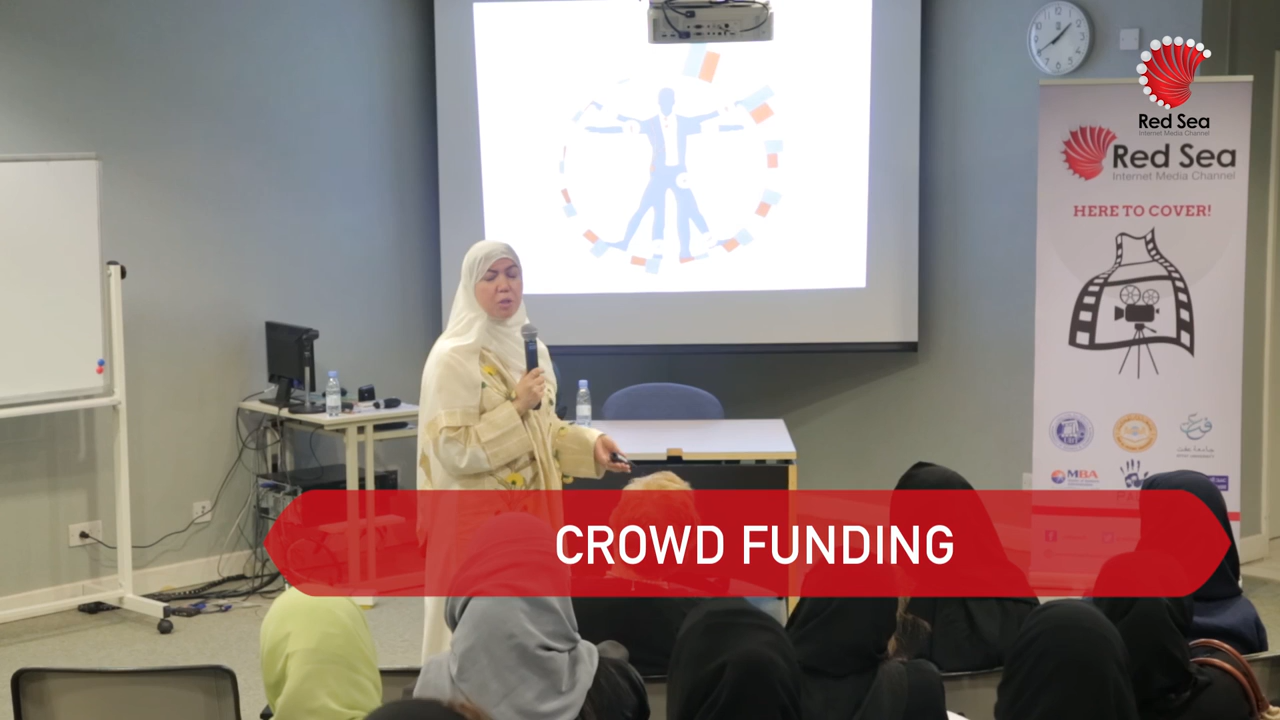 Red Sea
Internet Media Channel
Red Sea
Internet Media Channel
HERE TO COVER!
MBA
CROWD FUNDING